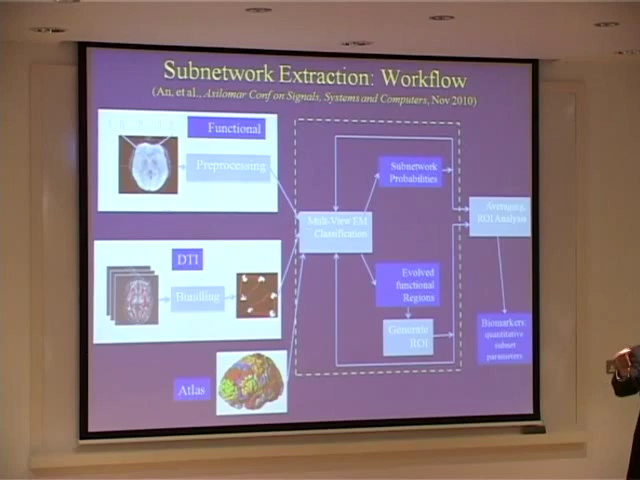 Subnetwork Extraction: Workflow
(An, et al., Asilomar Conf on Signals, Systems and Computers, Nov 2010)
Functional
Preprocessing
Subnetwork
Probabilities
Averaging,
ROI Analysis
Mult-View EM
Classification
DTI
Bundling
Evolved
functional
Regions
Generate
ROI
Biomarkers:
quantitative
subnet
parameters
Atlas